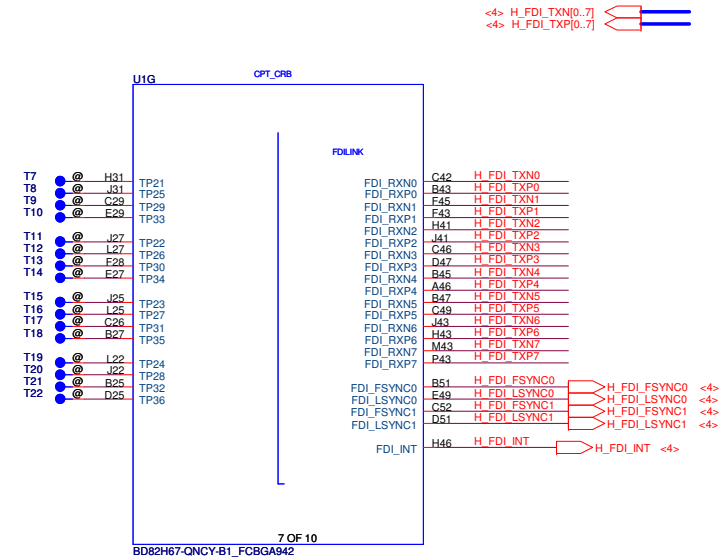 <4> H_FDI_TXN[0..7]
<4> H_FDI_TXP[0..7]
U1G
CPT_CRB
FDILINK
T7 @ H31 TP21
T8 @ J31 TP25
T9 @ C29 TP29
T10 @ E29 TP33
T11 @ J27 TP22
T12 @ L27 TP26
T13 @ F28 TP30
T14 @ E27 TP34
T15 @ J25 TP23
T16 @ L25 TP27
T17 @ C26 TP31
T18 @ B27 TP35
T19 @ L22 TP24
T20 @ J22 TP28
T21 @ B25 TP32
T22 @ D25 TP36
FDI_RXN0 C42 H_FDI_TXN0
FDI_RXP0 B43 H_FDI_TXP0
FDI_RXN1 F45 H_FDI_TXN1
FDI_RXP1 F43 H_FDI_TXP1
FDI_RXN2 H41 H_FDI_TXN2
FDI_RXP2 J41 H_FDI_TXP2
FDI_RXN3 C46 H_FDI_TXN3
FDI_RXP3 D47 H_FDI_TXP3
FDI_RXN4 B45 H_FDI_TXN4
FDI_RXP4 A46 H_FDI_TXP4
FDI_RXN5 B47 H_FDI_TXN5
FDI_RXP5 C49 H_FDI_TXP5
FDI_RXN6 J43 H_FDI_TXN6
FDI_RXP6 H43 H_FDI_TXP6
FDI_RXN7 M43 H_FDI_TXN7
FDI_RXP7 P43 H_FDI_TXP7
FDI_FSYNC0 B51 H_FDI_FSYNC0 H_FDI_FSYNC0 <4>
FDI_LSYNC0 E49 H_FDI_LSYNC0 H_FDI_LSYNC0 <4>
FDI_FSYNC1 C52 H_FDI_FSYNC1 H_FDI_FSYNC1 <4>
FDI_LSYNC1 D51 H_FDI_LSYNC1 H_FDI_LSYNC1 <4>
FDI_INT H46 H_FDI_INT H_FDI_INT <4>
7 OF 10
BD82H67-QNCY-B1_FCBGA942